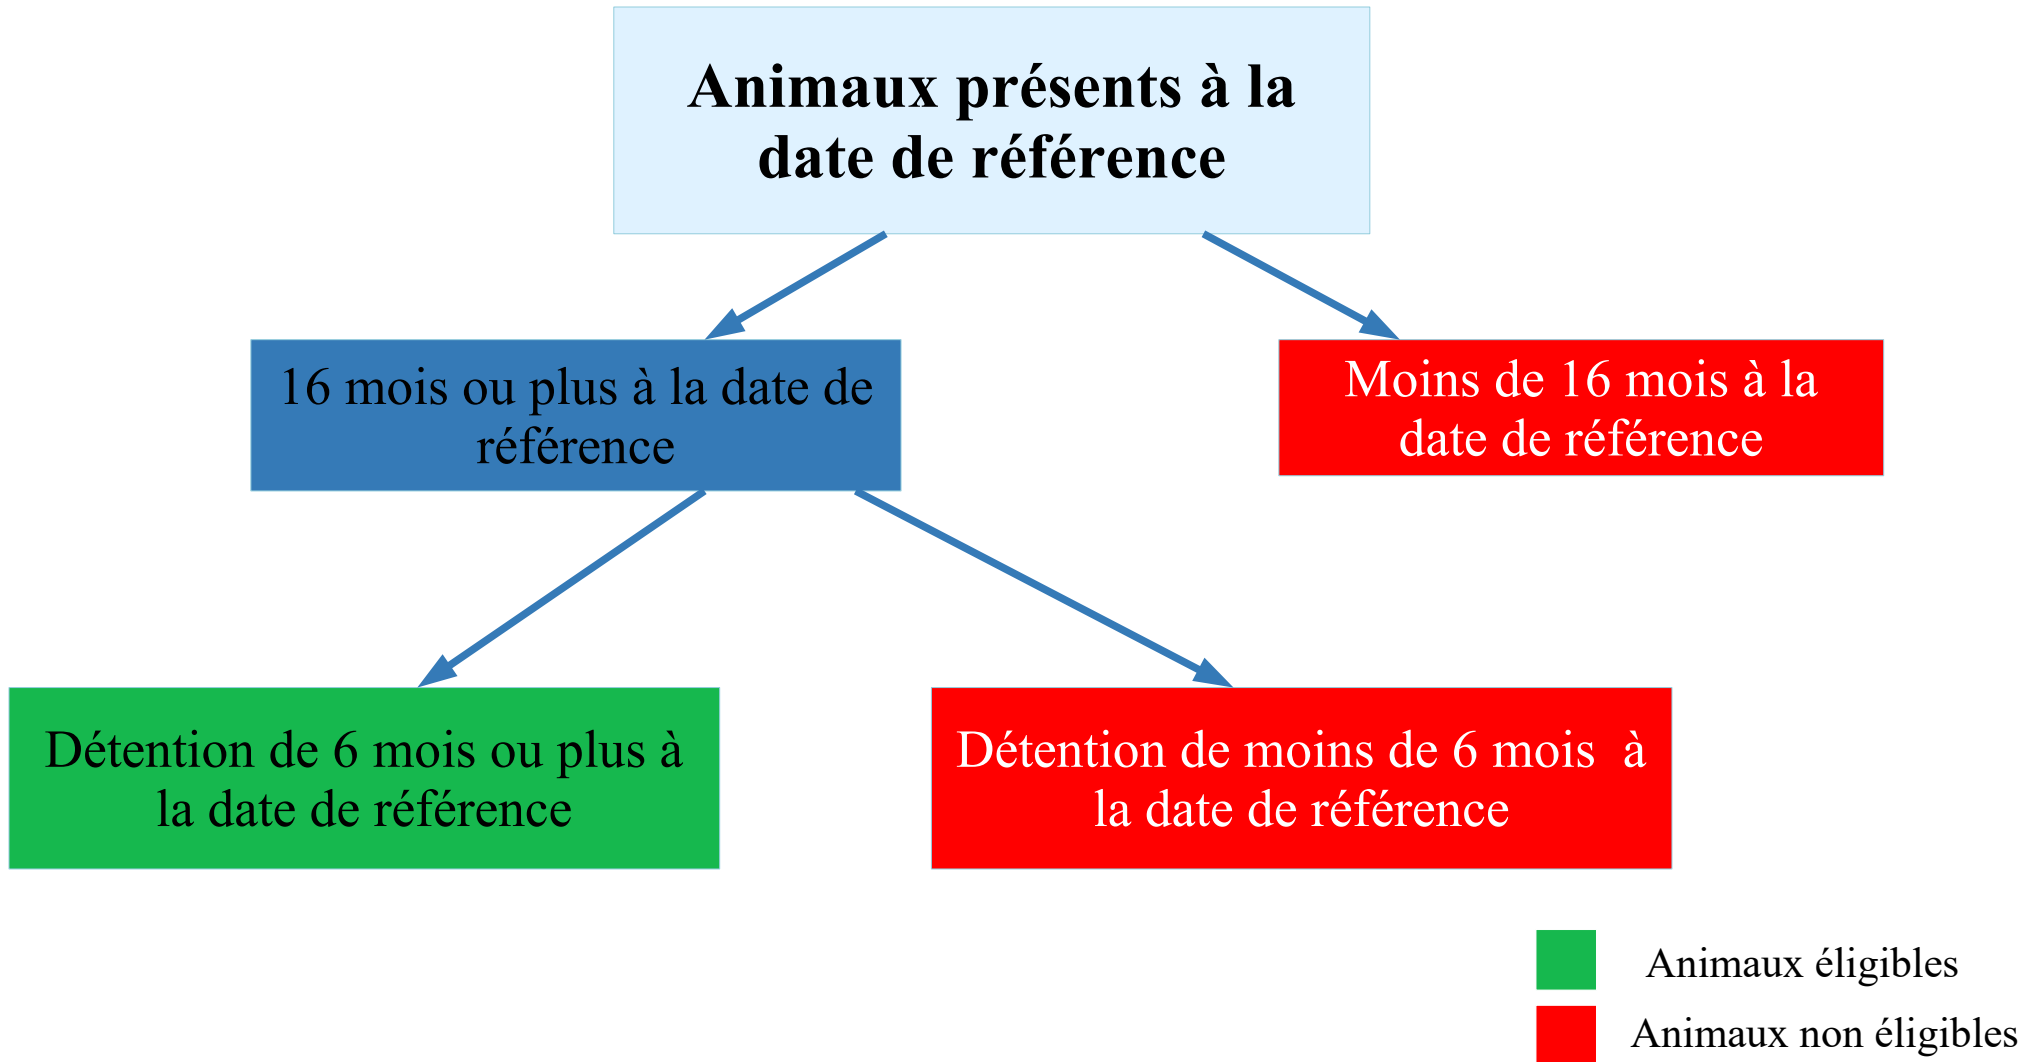 Animaux présents à la
date de référence
16 mois ou plus à la date de
référence
Moins de 16 mois à la
date de référence
Détention de 6 mois ou plus à
la date de référence
Détention de moins de 6 mois  à
la date de référence
Animaux éligibles
Animaux non éligibles